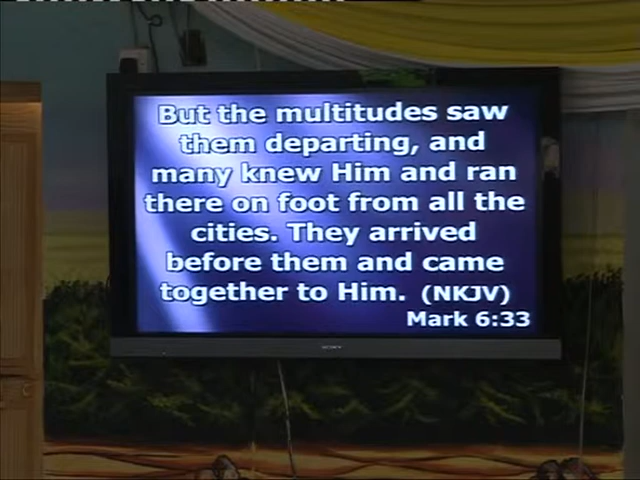 But the multitudes saw
them departing, and
many knew Him and ran
there on foot from all the
cities. They arrived
before them and came
together to Him. (NKJV)
Mark 6:33
SONY